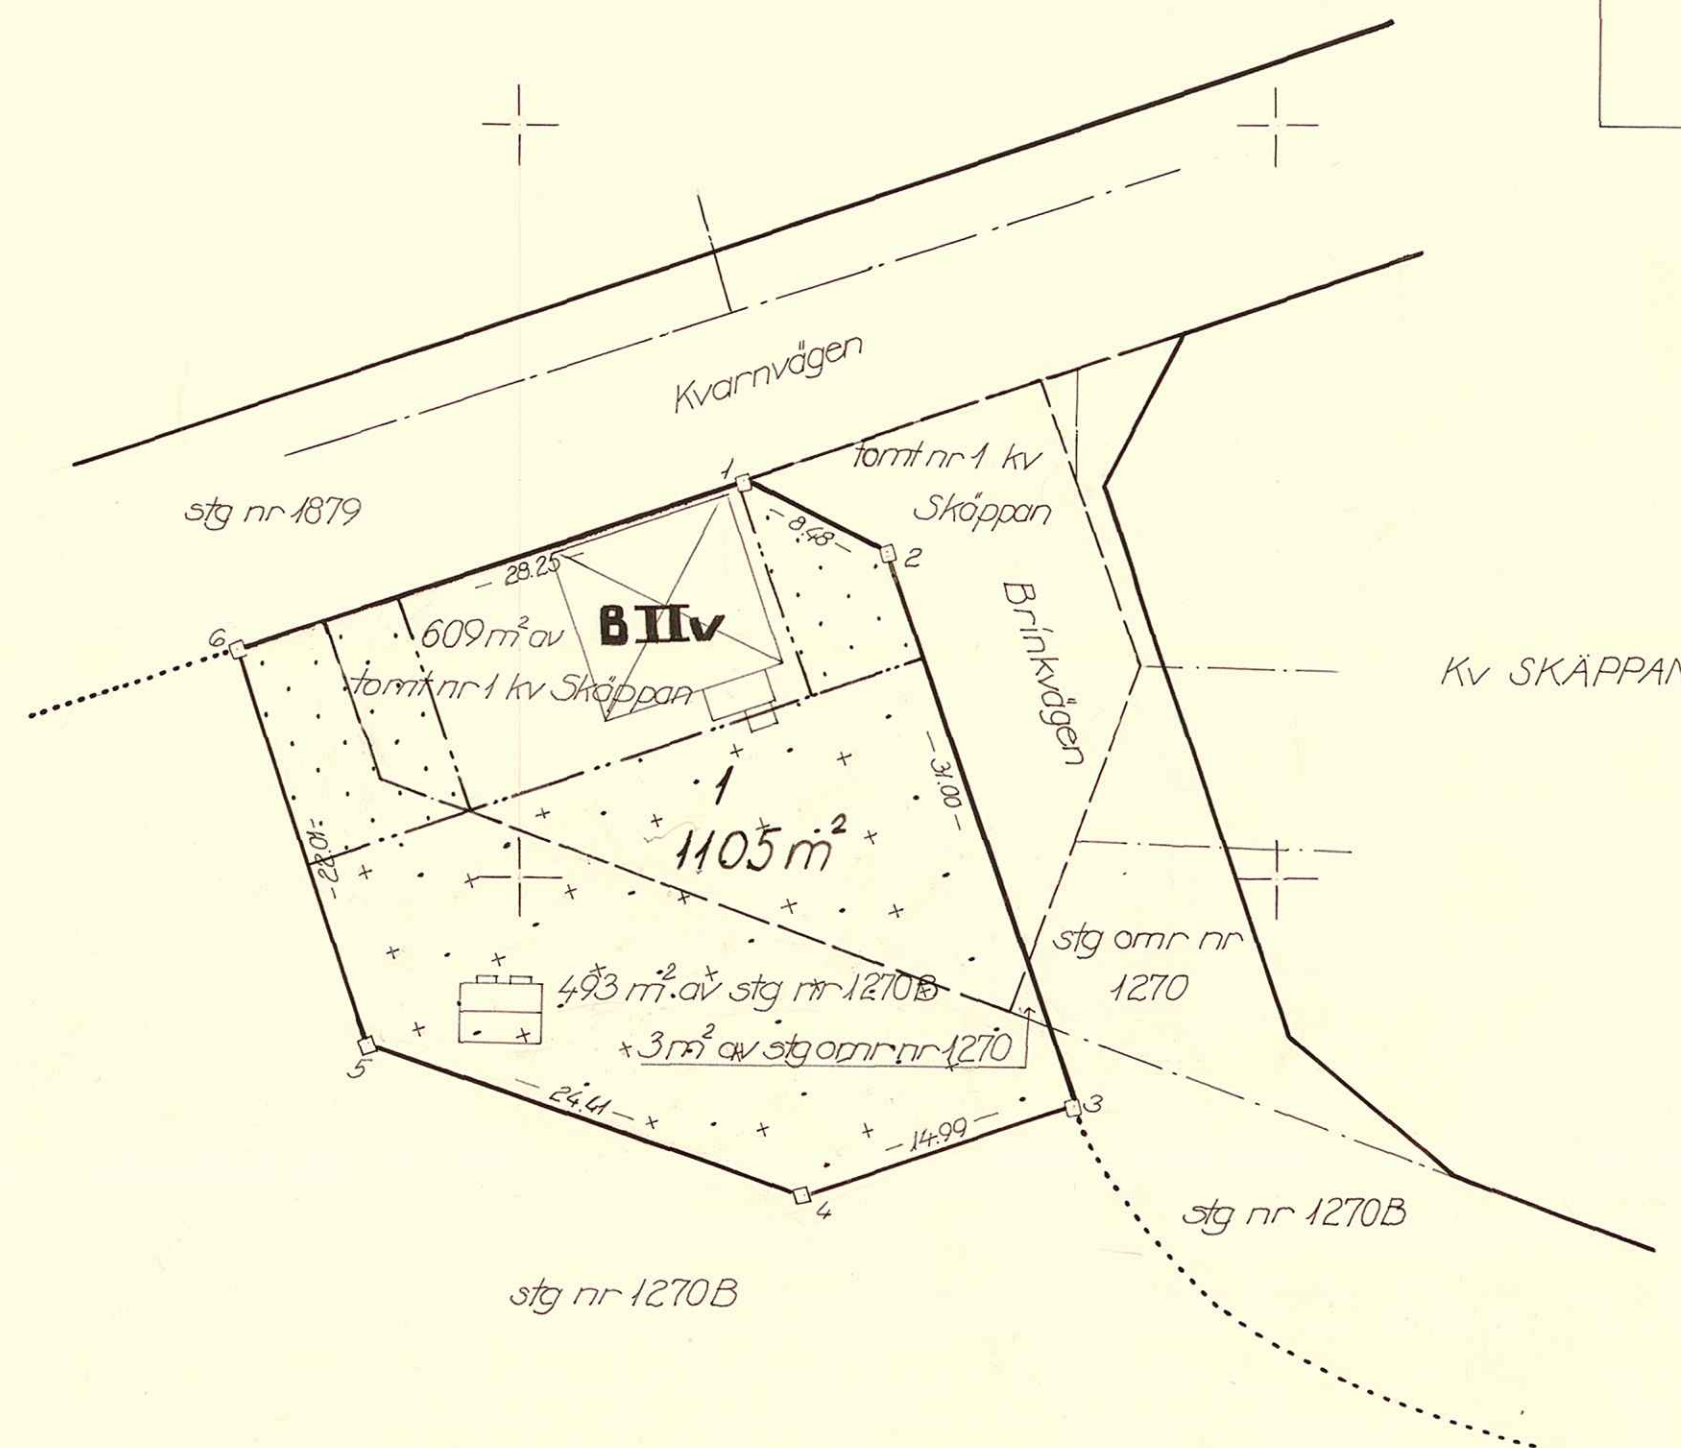 Kvarnvägen
stg nr 1879
1
tomt nr 1 kv
Skäppan
8.48
2
28.25
B II v
6
609 m² av
tomt nr 1 kv Skäppan
Brinkvägen
Kv SKÄPPAN
31.00
1
1105 m²
22.01
stg omr nr
1270
493 m² av stg nr 1270B
3 m² av stg omr nr 1270
5
24.41
14.99
3
4
stg nr 1270B
stg nr 1270B